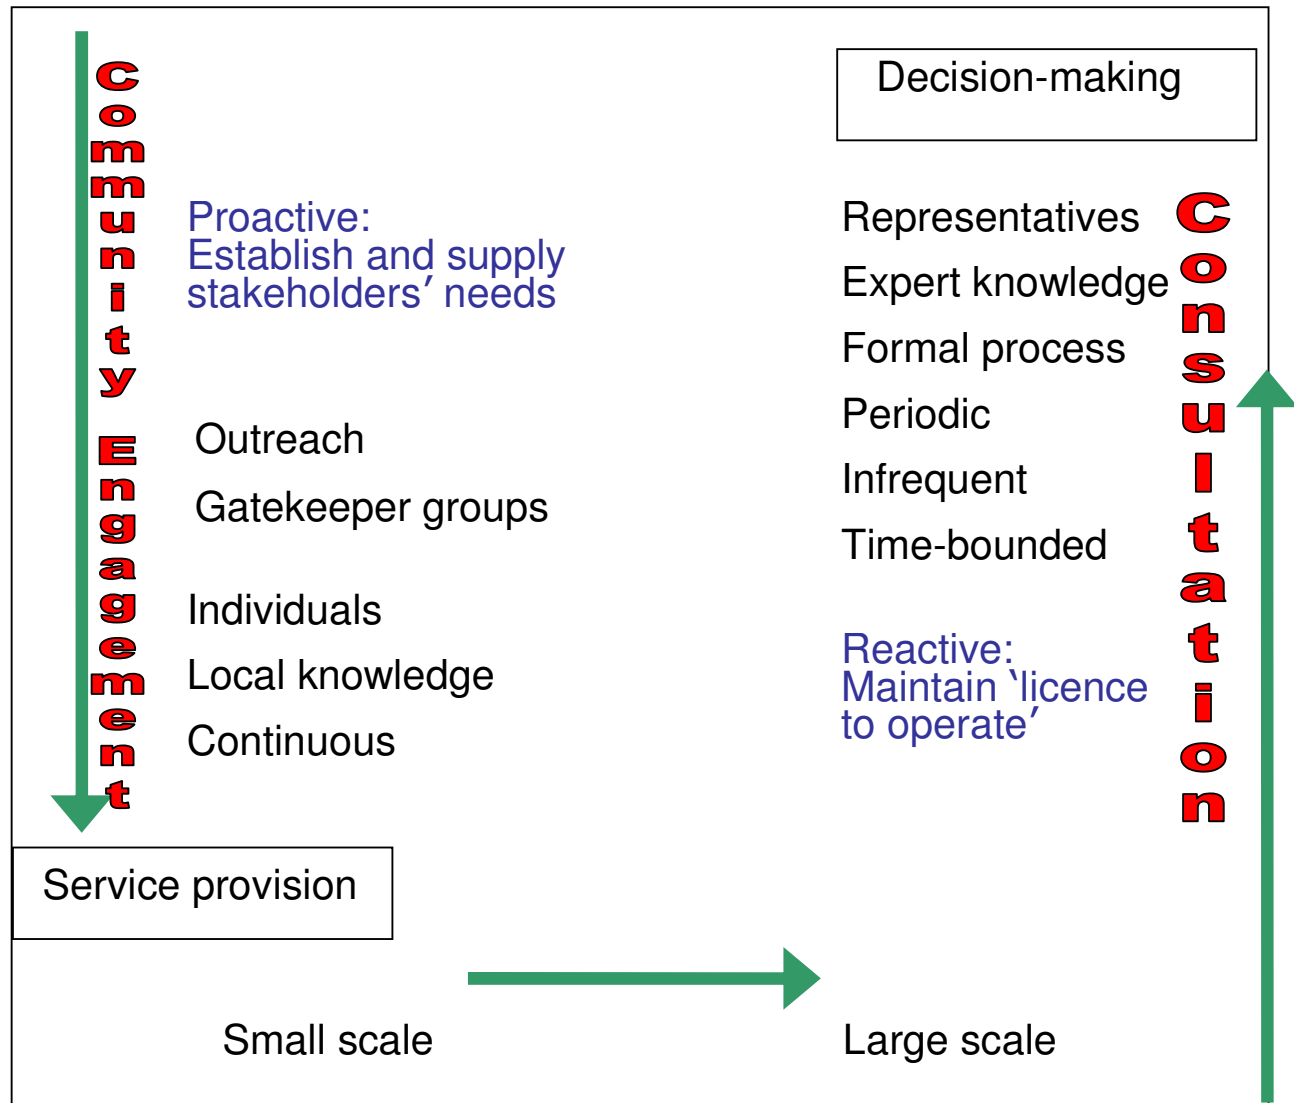 Community Engagement
Proactive:
Establish and supply
stakeholders’ needs
Outreach
Gatekeeper groups
Individuals
Local knowledge
Continuous
Service provision
Decision-making
Representatives
Expert knowledge
Formal process
Periodic
Infrequent
Time-bounded
Reactive:
Maintain ‘licence
to operate’
Consultation
Small scale
Large scale